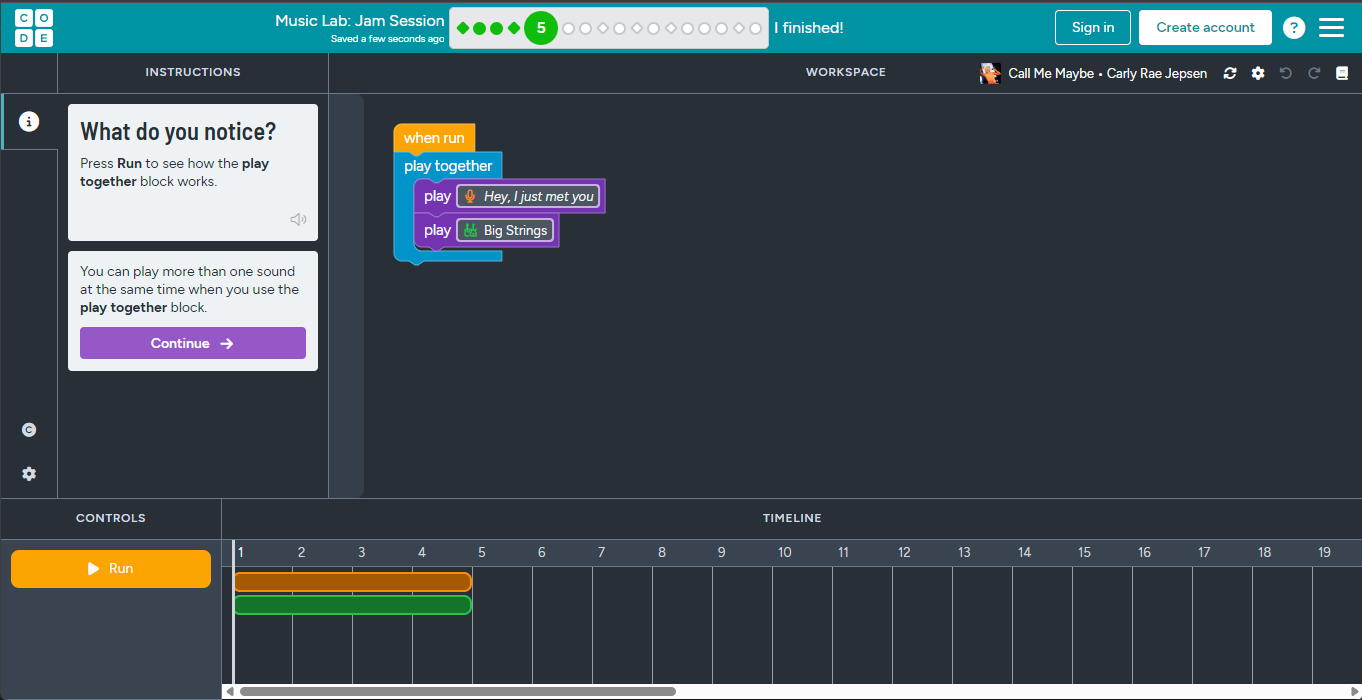 CODE
Music Lab: Jam Session
Saved a few seconds ago
5
I finished!
Sign in
Create account
?
INSTRUCTIONS
WORKSPACE
Call Me Maybe • Carly Rae Jepsen
i
What do you notice?
Press Run to see how the play
together block works.
You can play more than one sound
at the same time when you use the
play together block.
Continue
C
when run
play together
play Hey, I just met you
play Big Strings
CONTROLS
TIMELINE
Run
1 2 3 4 5 6 7 8 9 10 11 12 13 14 15 16 17 18 19